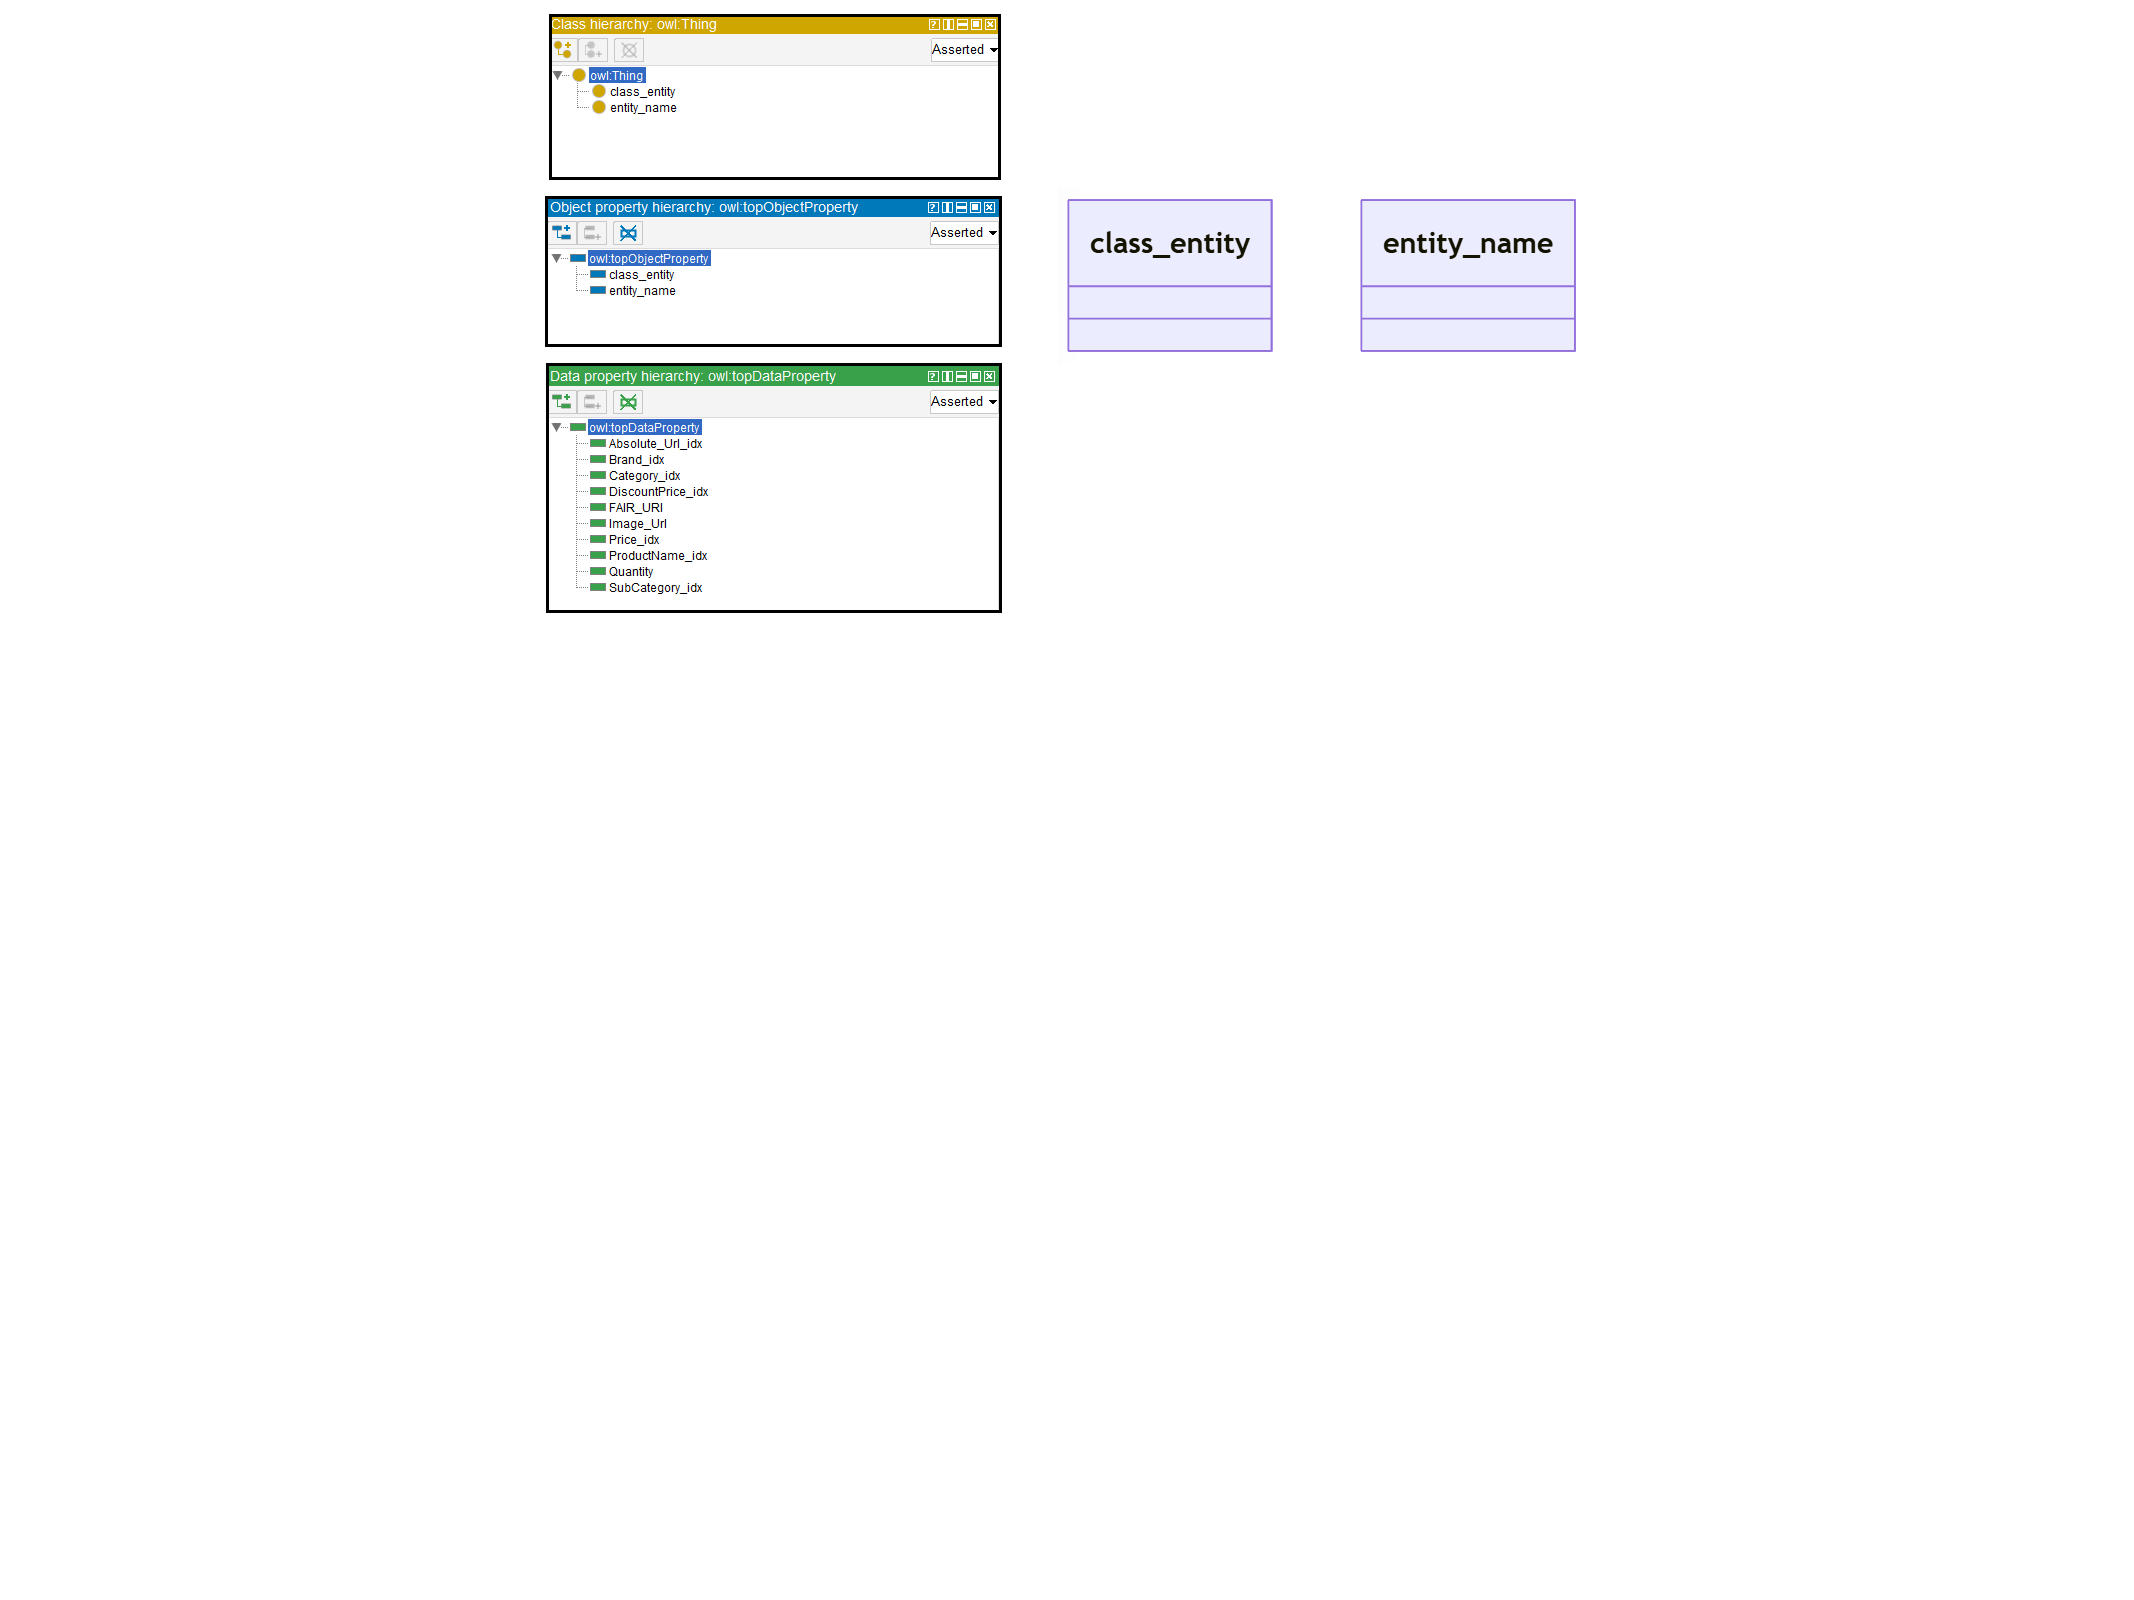 Class hierarchy: owl:Thing
Asserted
owl:Thing
class_entity
entity_name
Object property hierarchy: owl:topObjectProperty
Asserted
owl:topObjectProperty
class_entity
entity_name
Data property hierarchy: owl:topDataProperty
Asserted
owl:topDataProperty
Absolute_Url_idx
Brand_idx
Category_idx
DiscountPrice_idx
FAIR_URI
Image_Url
Price_idx
ProductName_idx
Quantity
SubCategory_idx
class_entity
entity_name